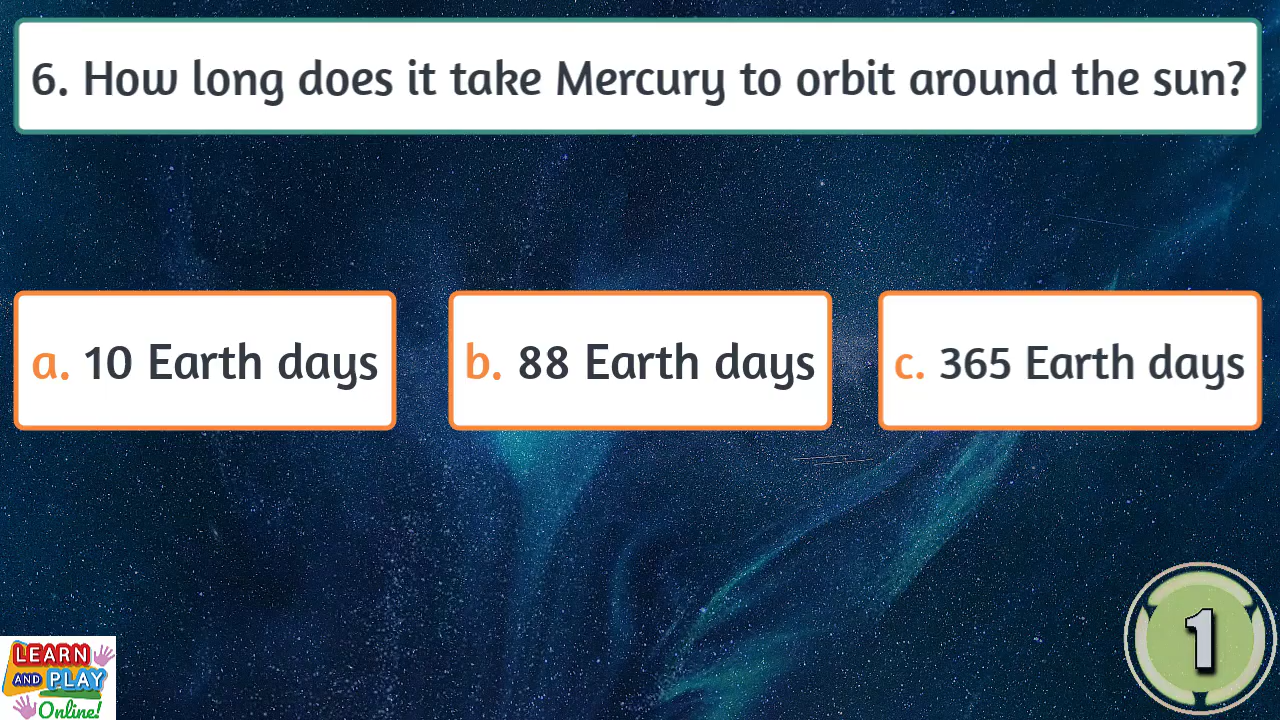 6. How long does it take Mercury to orbit around the sun?
a. 10 Earth days
b. 88 Earth days
c. 365 Earth days
1
LEARN
AND PLAY
Online!